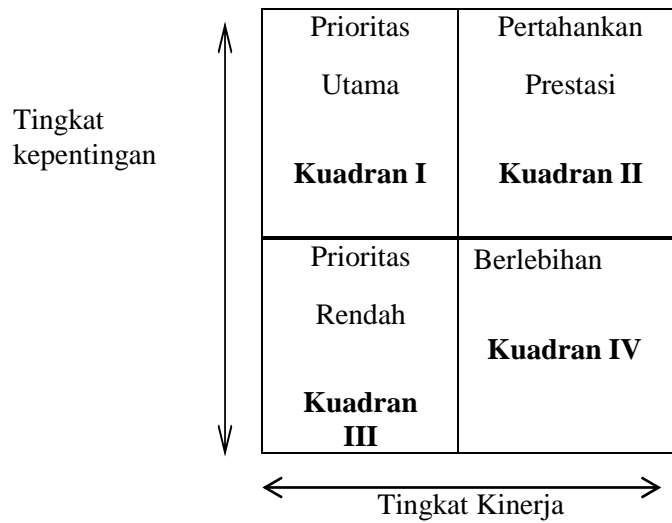 Prioritas
Utama
Kuadran I
Pertahankan
Prestasi
Kuadran II
Tingkat
kepentingan
Prioritas
Rendah
Kuadran
III
Berlebihan
Kuadran IV
Tingkat Kinerja